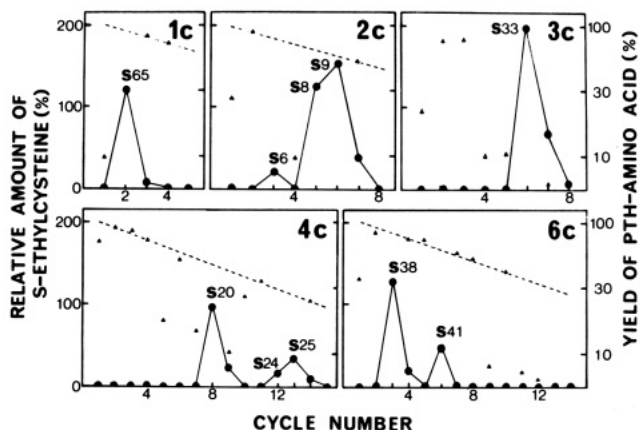 RELATIVE AMOUNT OF
S-ETHYLCYSTEINE (%)
YIELD OF PTH-AMINO ACID (%)
1c
200
100
0
S65
2
2c
S6
S8
S9
4
8
3c
S33
4
8
100
30
10
4c
200
100
0
S20
S24
S25
4
8
12
6c
S38
S41
4
8
12
100
30
10
CYCLE NUMBER